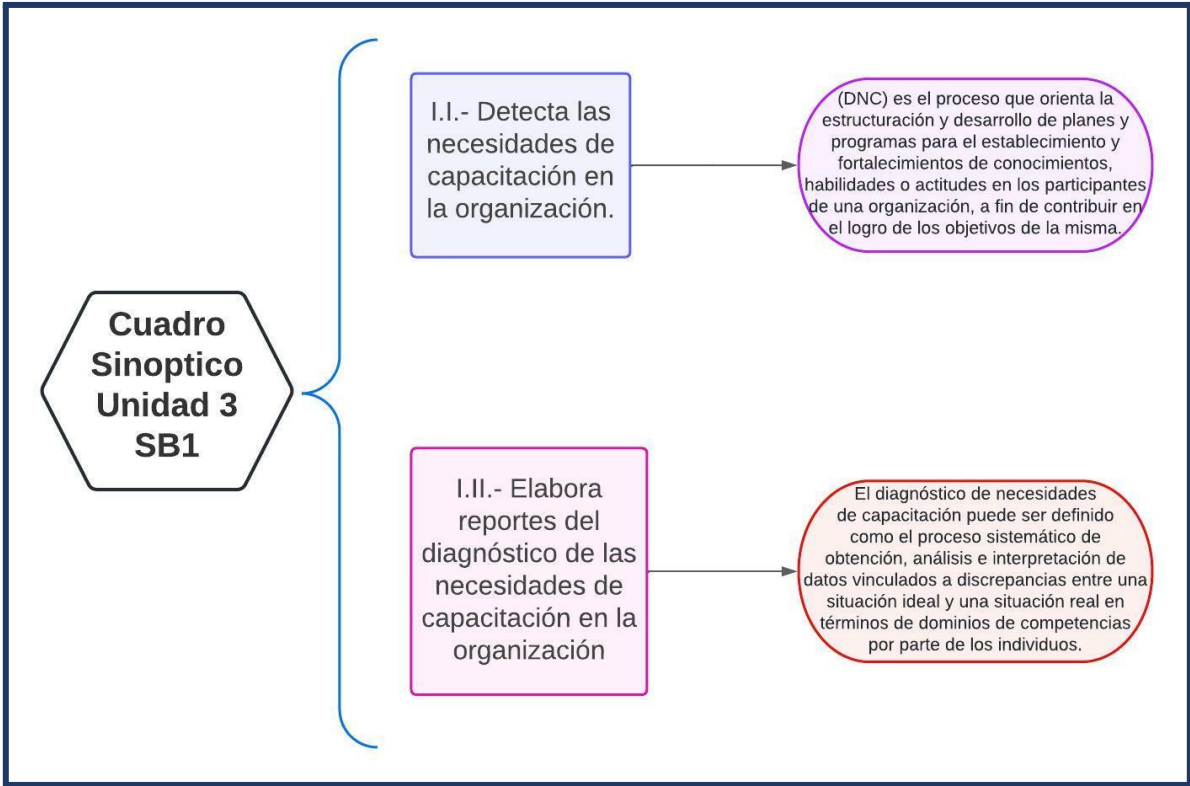 Cuadro
Sinoptico
Unidad 3
SB1
I.I.- Detecta las
necesidades de
capacitación en
la organización.
(DNC) es el proceso que orienta la
estructuración y desarrollo de planes y
programas para el establecimiento y
fortalecimientos de conocimientos,
habilidades o actitudes en los participantes
de una organización, a fin de contribuir en
el logro de los objetivos de la misma.
I.II.- Elabora
reportes del
diagnóstico de las
necesidades de
capacitación en la
organización
El diagnóstico de necesidades
de capacitación puede ser definido
como el proceso sistemático de
obtención, análisis e interpretación de
datos vinculados a discrepancias entre una
situación ideal y una situación real en
términos de dominios de competencias
por parte de los individuos.